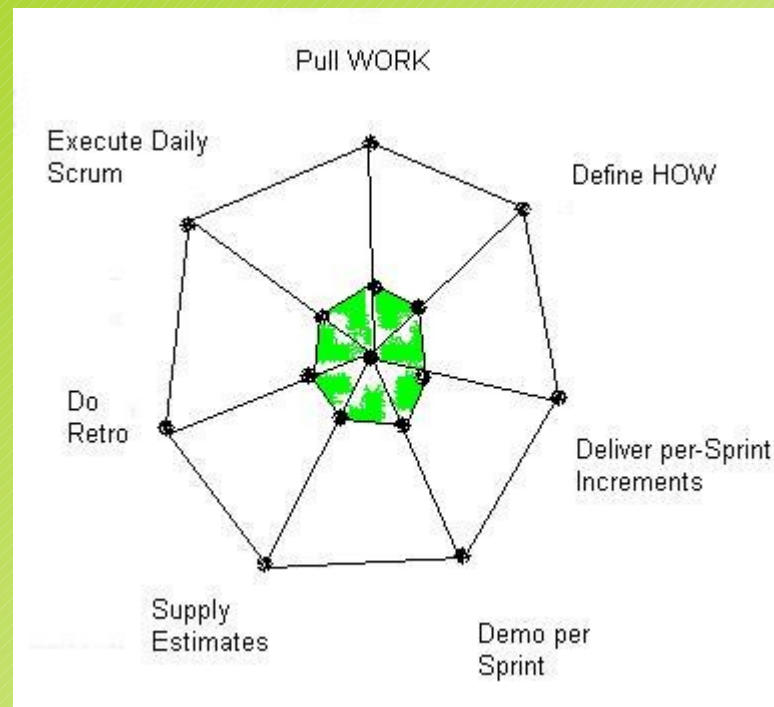 Pull WORK
Execute Daily
Scrum
Define HOW
Do
Retro
Deliver per-Sprint
Increments
Supply
Estimates
Demo per
Sprint